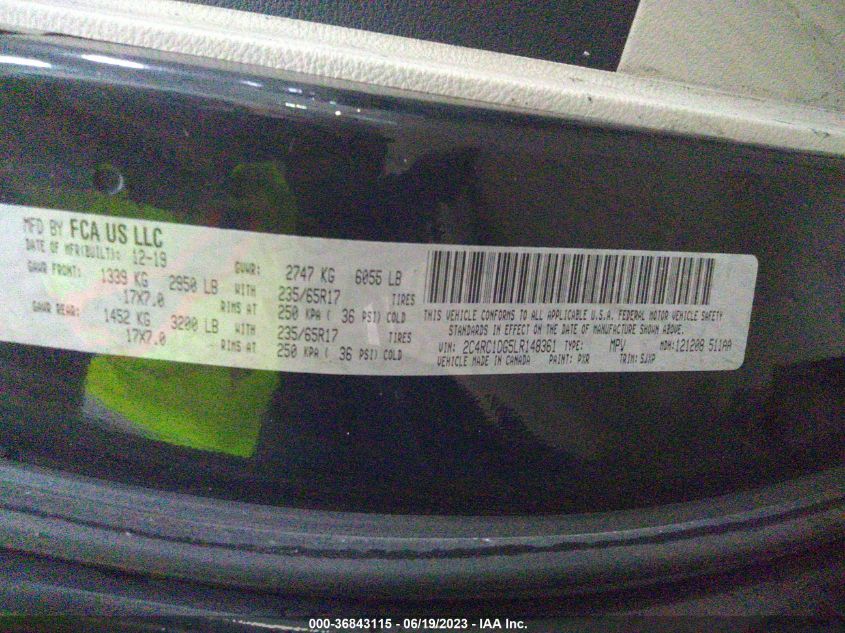 MFD BY FCA US LLC
DATE OF MFR(BUILT): 12-19 GVWR: 2747 KG 6055 LB
GAWR FRONT: 1339 KG 2950 LB WITH 235/65R17 TIRES
17X7.0 RIMS AT 250 KPA ( 36 PSI) COLD
GAWR REAR: 1452 KG 3200 LB WITH 235/65R17 TIRES
17X7.0 RIMS AT 250 KPA ( 36 PSI) COLD
THIS VEHICLE CONFORMS TO ALL APPLICABLE U.S.A. FEDERAL MOTOR VEHICLE SAFETY
STANDARDS IN EFFECT ON THE DATE OF MANUFACTURE SHOWN ABOVE.
VIN: 2C4RC1DG5LR148361 TYPE: MPV MDH:121208 511AA
VEHICLE MADE IN CANADA PAINT: PXR TRIM: SJXP
000-36843115 - 06/19/2023 - IAA Inc.